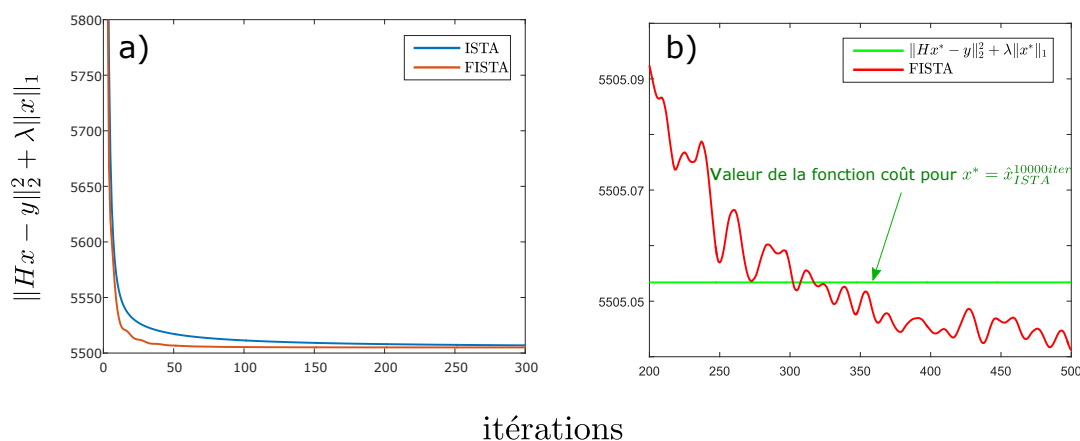 5800
5750
5700
5650
5600
5550
5500
0
50
100
150
200
250
300
a)
ISTA
FISTA
‖Hx − y‖₂² + λ‖x‖₁
b)
‖Hx* − y‖₂² + λ‖x*‖₁
FISTA
5505.09
5505.07
5505.05
Valeur de la fonction coût pour x* = x̂_{ISTA}^{10000iter}
200
250
300
350
400
450
500
itérations